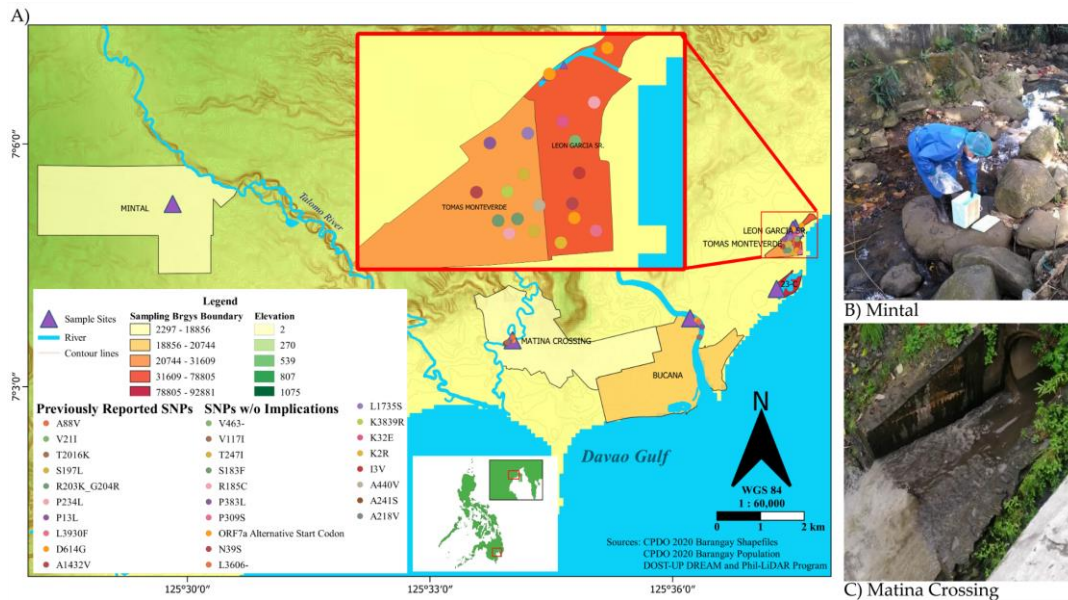 A)
7°6'0"
7°3'0"
MINTAL
Talomo River
LEON GARCIA SR.
TOMAS MONTEVERDE
LEON GARCIA SR.
TOMAS MONTEVERDE
23-C
MATINA CROSSING
BUCANA
Davao Gulf
N
WGS 84
1 : 60,000
0 1 2 km
Sources: CPDO 2020 Barangay Shapefiles
CPDO 2020 Barangay Population
DOST-UP DREAM and Phil-LiDAR Program
Legend
Sample Sites
River
Contour lines
Sampling Brgys Boundary
2297 - 18856
18856 - 20744
20744 - 31609
31609 - 78805
78805 - 92881
Elevation
2
270
539
807
1075
Previously Reported SNPs
A88V
V21I
T2016K
S197L
R203K_G204R
P234L
P13L
L3930F
D614G
A1432V
SNPs w/o Implications
V463-
V117I
T247I
S183F
R185C
P383L
P309S
ORF7a Alternative Start Codon
N39S
L3606-
L1735S
K3839R
K32E
K2R
I3V
A440V
A241S
A218V
125°30'0"
125°33'0"
125°36'0"
B) Mintal
C) Matina Crossing